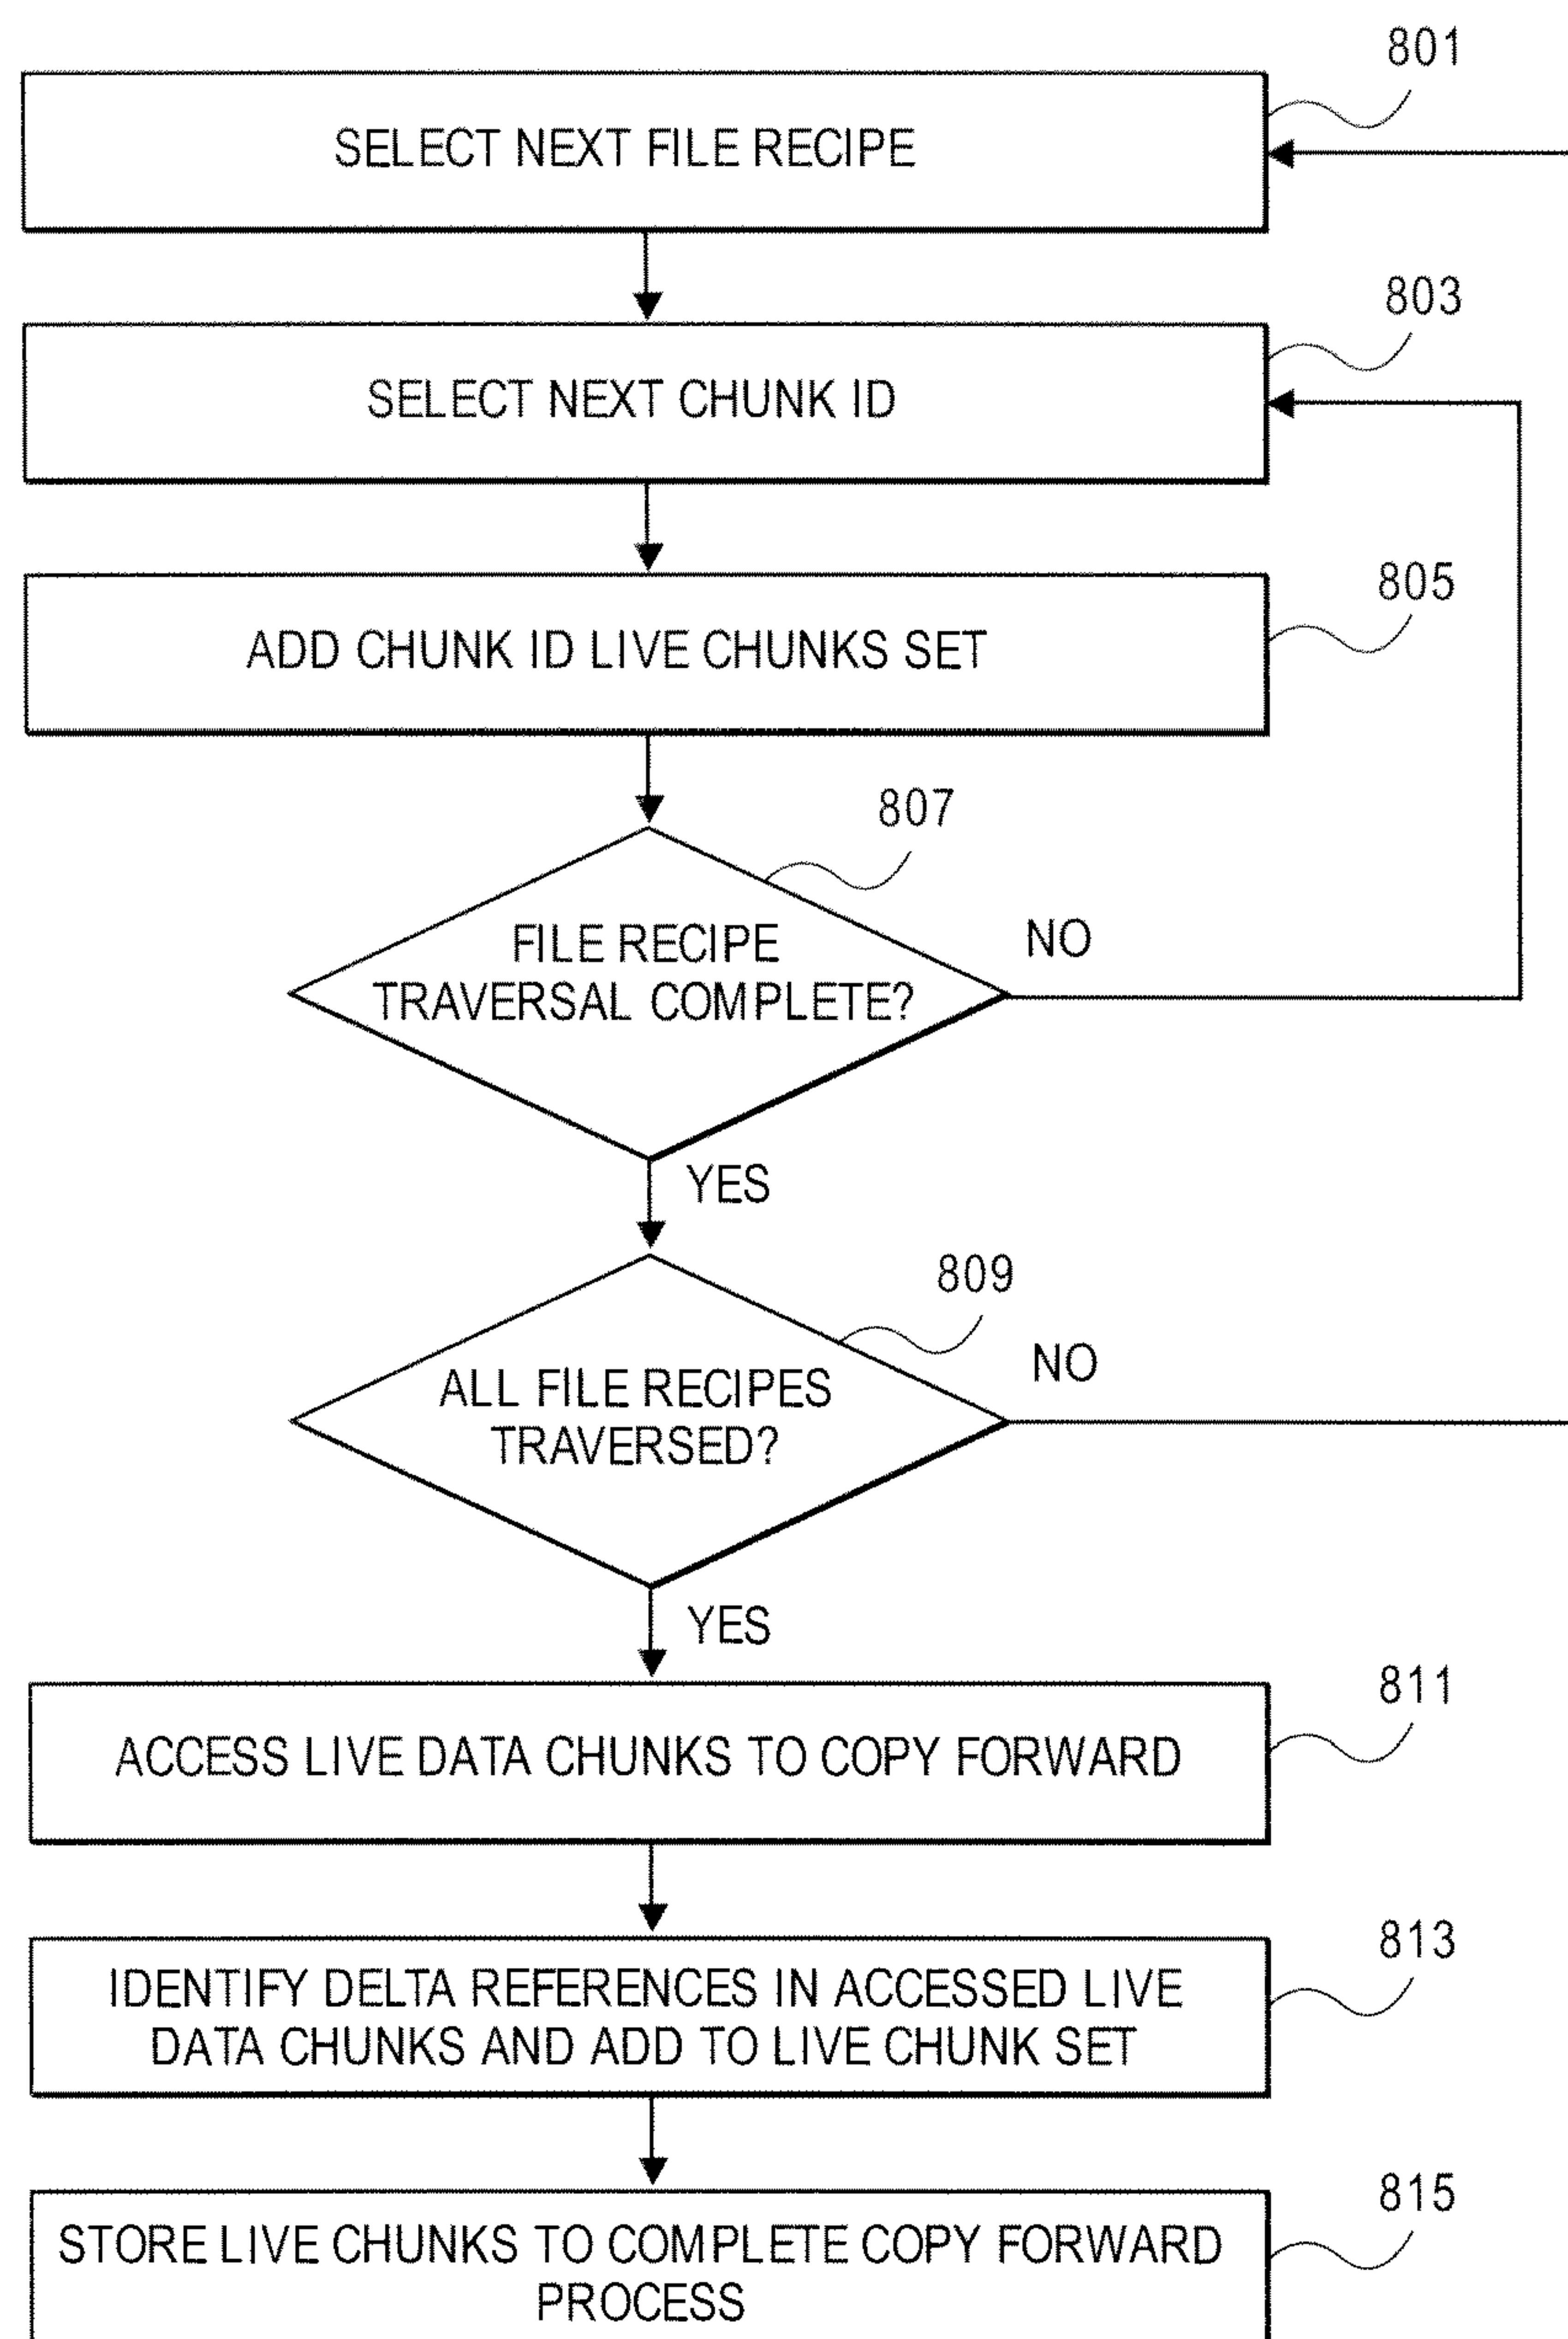 801
SELECT NEXT FILE RECIPE
803
SELECT NEXT CHUNK ID
805
ADD CHUNK ID LIVE CHUNKS SET
807
FILE RECIPE
TRAVERSAL COMPLETE?
NO
YES
809
ALL FILE RECIPES
TRAVERSED?
NO
YES
811
ACCESS LIVE DATA CHUNKS TO COPY FORWARD
813
IDENTIFY DELTA REFERENCES IN ACCESSED LIVE
DATA CHUNKS AND ADD TO LIVE CHUNK SET
815
STORE LIVE CHUNKS TO COMPLETE COPY FORWARD
PROCESS